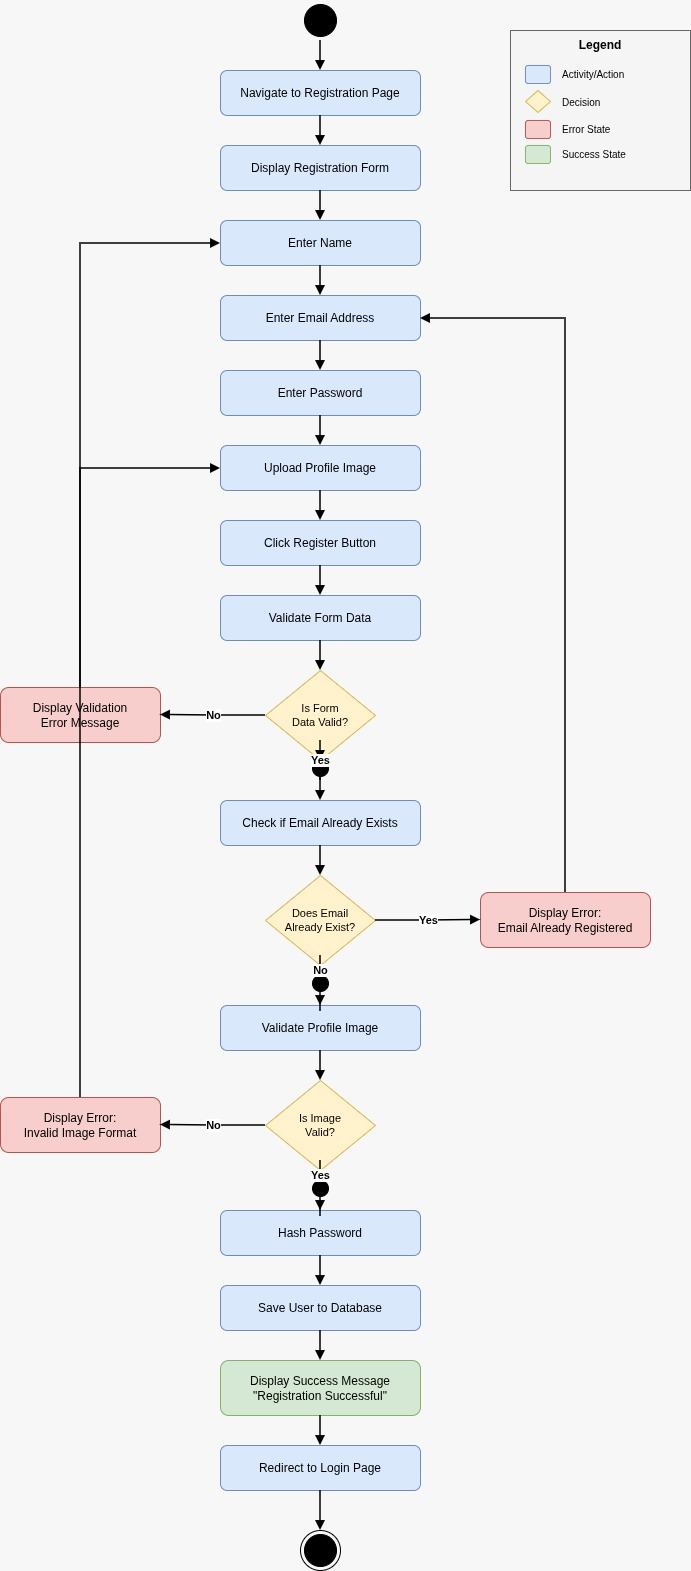 Legend
Activity/Action
Decision
Error State
Success State
Navigate to Registration Page
Display Registration Form
Enter Name
Enter Email Address
Enter Password
Upload Profile Image
Click Register Button
Validate Form Data
Is Form
Data Valid?
No
Display Validation
Error Message
Yes
Check if Email Already Exists
Does Email
Already Exist?
Yes
Display Error:
Email Already Registered
No
Validate Profile Image
Is Image
Valid?
No
Display Error:
Invalid Image Format
Yes
Hash Password
Save User to Database
Display Success Message
"Registration Successful"
Redirect to Login Page